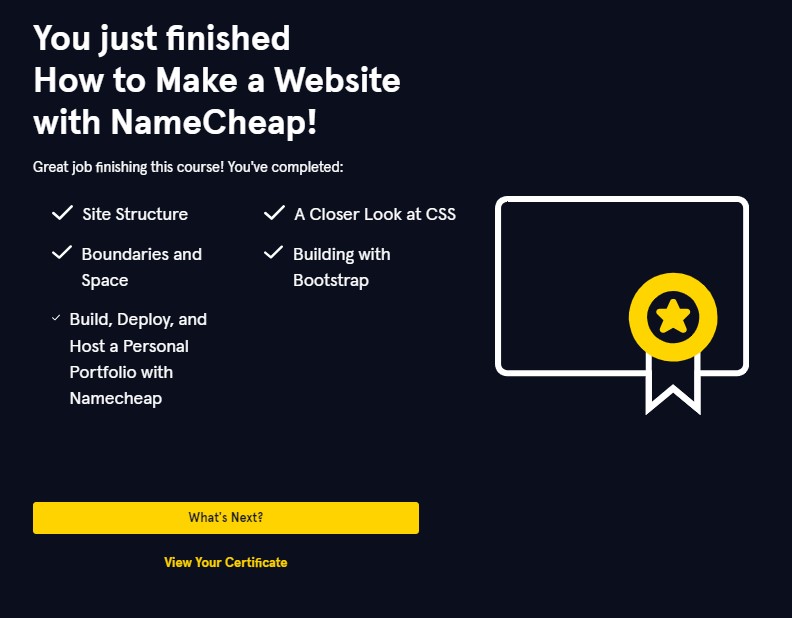 You just finished
How to Make a Website
with NameCheap!
Great job finishing this course! You've completed:
Site Structure
A Closer Look at CSS
Boundaries and
Space
Building with
Bootstrap
Build, Deploy, and
Host a Personal
Portfolio with
Namecheap
What's Next?
View Your Certificate